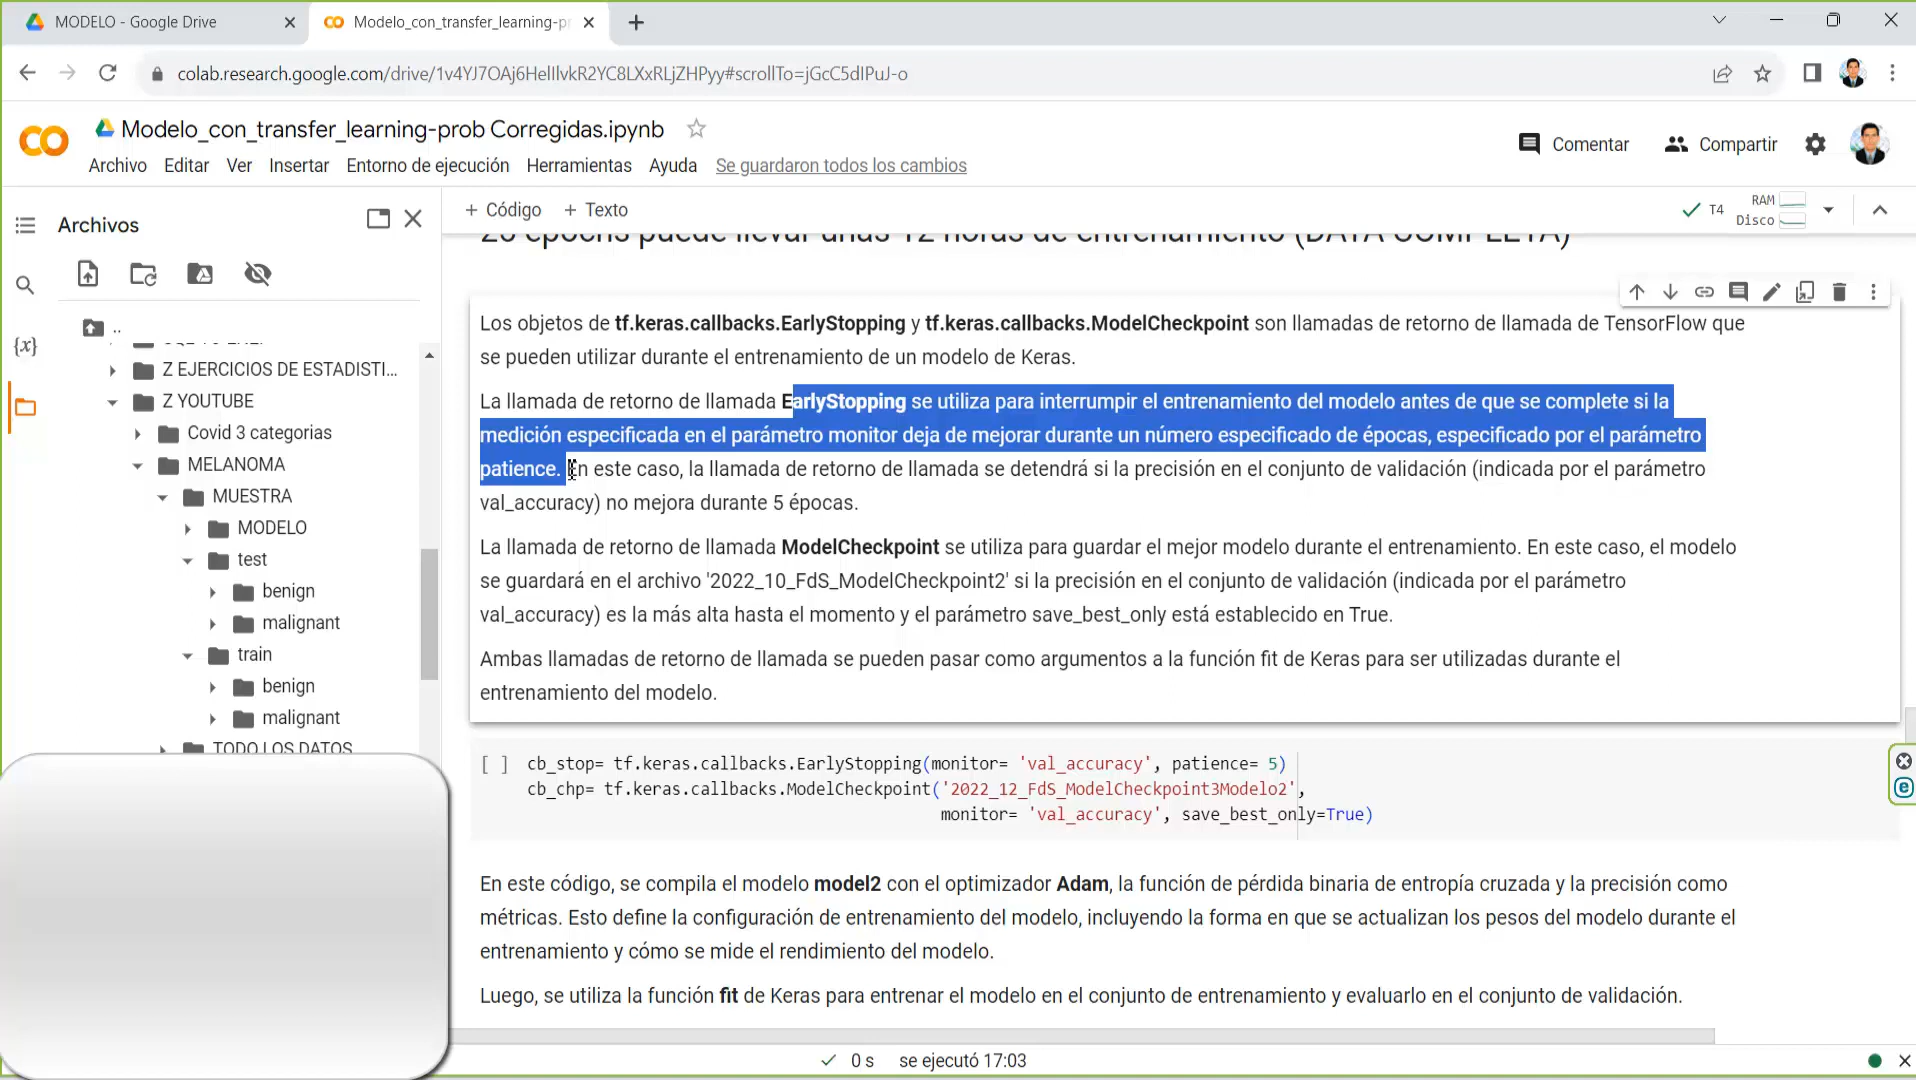 MODELO - Google Drive
Modelo_con_transfer_learning-pr
colab.research.google.com/drive/1v4YJ7OAj6HelIlvkR2YC8LXxRLjZHPyy#scrollTo=jGcC5dIPuJ-o
Modelo_con_transfer_learning-prob Corregidas.ipynb
Archivo Editar Ver Insertar Entorno de ejecución Herramientas Ayuda Se guardaron todos los cambios
Comentar Compartir
Archivos
+ Código + Texto
T4 RAM
Disco
..
Z EJERCICIOS DE ESTADISTI...
Z YOUTUBE
Covid 3 categorias
MELANOMA
MUESTRA
MODELO
test
benign
malignant
train
benign
malignant
TODO LOS DATOS
{x}
epochs puede llevar unas 12 horas de entrenamiento (DATA COMPLETA)
Los objetos de tf.keras.callbacks.EarlyStopping y tf.keras.callbacks.ModelCheckpoint son llamadas de retorno de llamada de TensorFlow que
se pueden utilizar durante el entrenamiento de un modelo de Keras.
La llamada de retorno de llamada EarlyStopping se utiliza para interrumpir el entrenamiento del modelo antes de que se complete si la
medición especificada en el parámetro monitor deja de mejorar durante un número especificado de épocas, especificado por el parámetro
patience. En este caso, la llamada de retorno de llamada se detendrá si la precisión en el conjunto de validación (indicada por el parámetro
val_accuracy) no mejora durante 5 épocas.
La llamada de retorno de llamada ModelCheckpoint se utiliza para guardar el mejor modelo durante el entrenamiento. En este caso, el modelo
se guardará en el archivo '2022_10_FdS_ModelCheckpoint2' si la precisión en el conjunto de validación (indicada por el parámetro
val_accuracy) es la más alta hasta el momento y el parámetro save_best_only está establecido en True.
Ambas llamadas de retorno de llamada se pueden pasar como argumentos a la función fit de Keras para ser utilizadas durante el
entrenamiento del modelo.
[ ] cb_stop= tf.keras.callbacks.EarlyStopping(monitor= 'val_accuracy', patience= 5)
cb_chp= tf.keras.callbacks.ModelCheckpoint('2022_12_FdS_ModelCheckpoint3Modelo2',
monitor= 'val_accuracy', save_best_only=True)
En este código, se compila el modelo model2 con el optimizador Adam, la función de pérdida binaria de entropía cruzada y la precisión como
métricas. Esto define la configuración de entrenamiento del modelo, incluyendo la forma en que se actualizan los pesos del modelo durante el
entrenamiento y cómo se mide el rendimiento del modelo.
Luego, se utiliza la función fit de Keras para entrenar el modelo en el conjunto de entrenamiento y evaluarlo en el conjunto de validación.
0 s se ejecutó 17:03